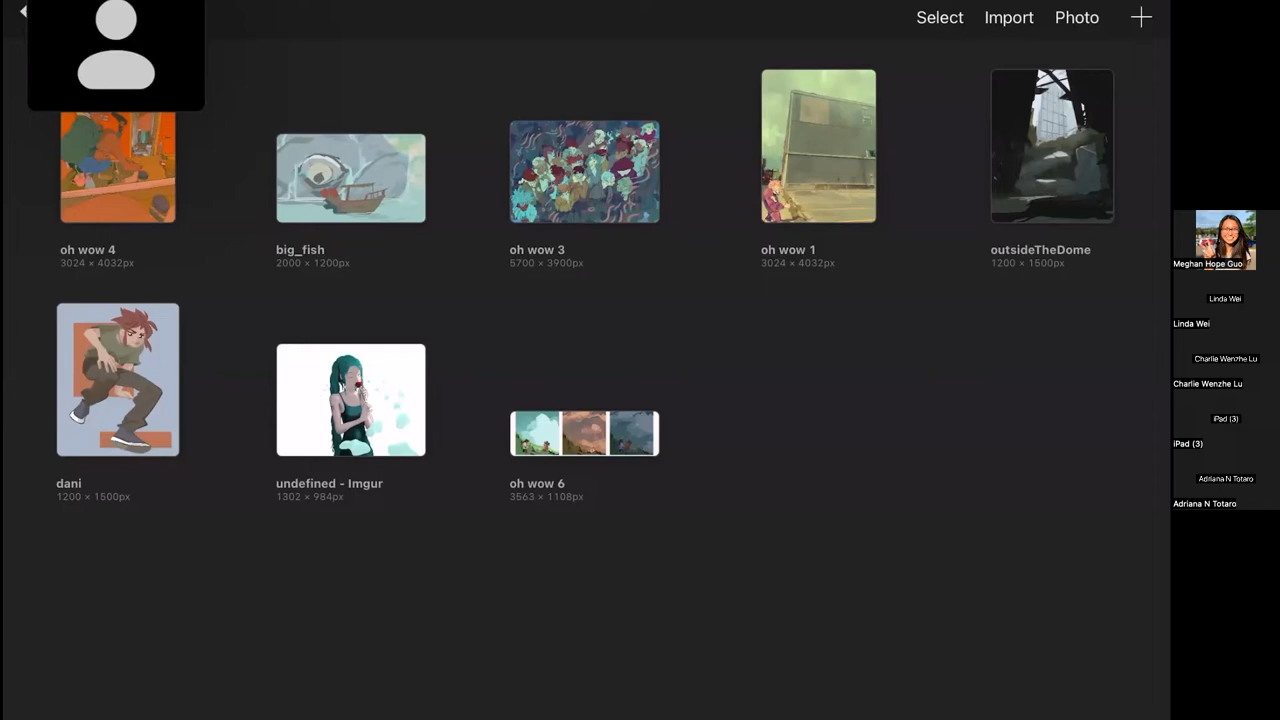 Select Import Photo
oh wow 4
3024 × 4032px
big_fish
2000 × 1200px
oh wow 3
5700 × 3900px
oh wow 1
3024 × 4032px
outsideTheDome
1200 × 1500px
dani
1200 × 1500px
undefined - Imgur
1302 × 984px
oh wow 6
3563 × 1108px
Meghan Hope Guo
Linda Wei
Linda Wei
Charlie Wenzhe Lu
Charlie Wenzhe Lu
iPad (3)
iPad (3)
Adriana N Totaro
Adriana N Totaro